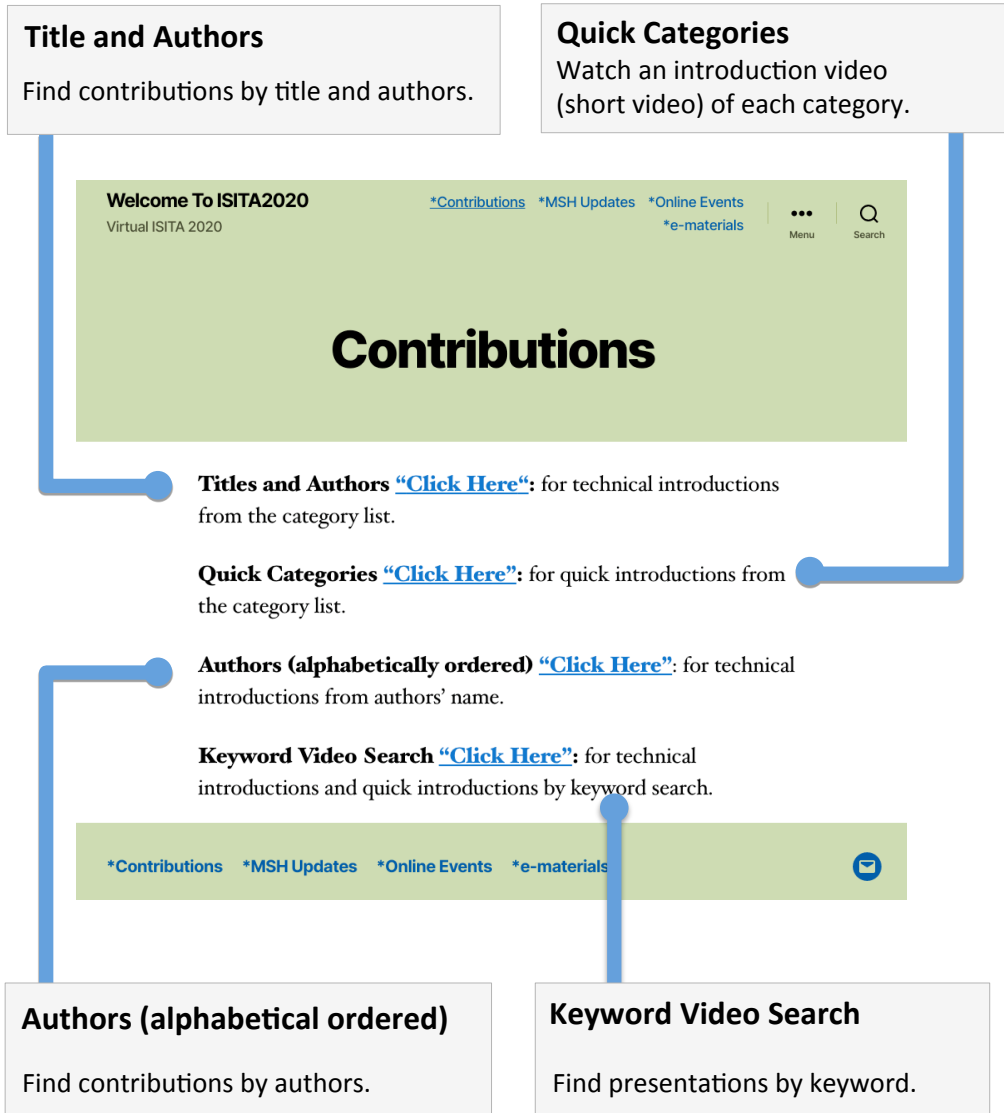 Title and Authors
Find contributions by title and authors.
Quick Categories
Watch an introduction video
(short video) of each category.
Welcome To ISITA2020
Virtual ISITA 2020
*Contributions *MSH Updates *Online Events
*e-materials
Menu
Search
Contributions
Titles and Authors “Click Here“: for technical introductions
from the category list.
Quick Categories “Click Here”: for quick introductions from
the category list.
Authors (alphabetically ordered) “Click Here”: for technical
introductions from authors’ name.
Keyword Video Search “Click Here”: for technical
introductions and quick introductions by keyword search.
*Contributions *MSH Updates *Online Events *e-materials
Authors (alphabetical ordered)
Find contributions by authors.
Keyword Video Search
Find presentations by keyword.